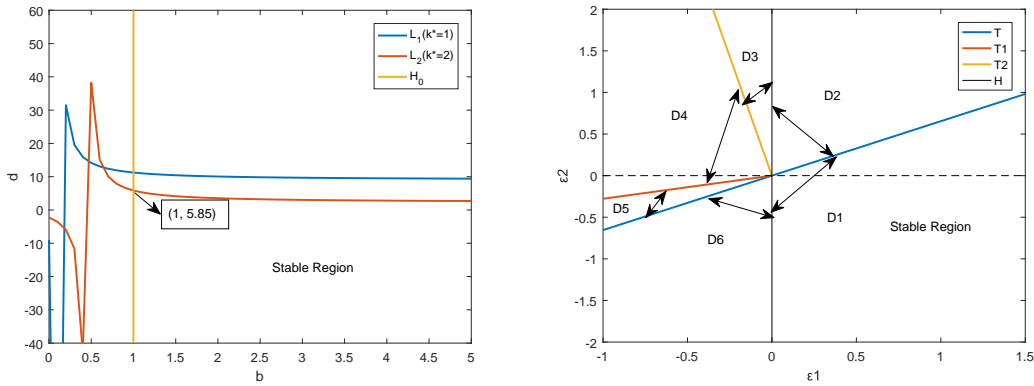 60
50
40
30
20
10
0
-10
-20
-30
-40
d
0
0.5
1
1.5
2
2.5
3
3.5
4
4.5
5
b
L1(k*=1)
L2(k*=2)
H0
(1, 5.85)
Stable Region
2
1.5
1
0.5
0
-0.5
-1
-1.5
-2
ε2
-1
-0.5
0
0.5
1
1.5
ε1
T
T1
T2
H
D3
D2
D4
D5
D1
D6
Stable Region